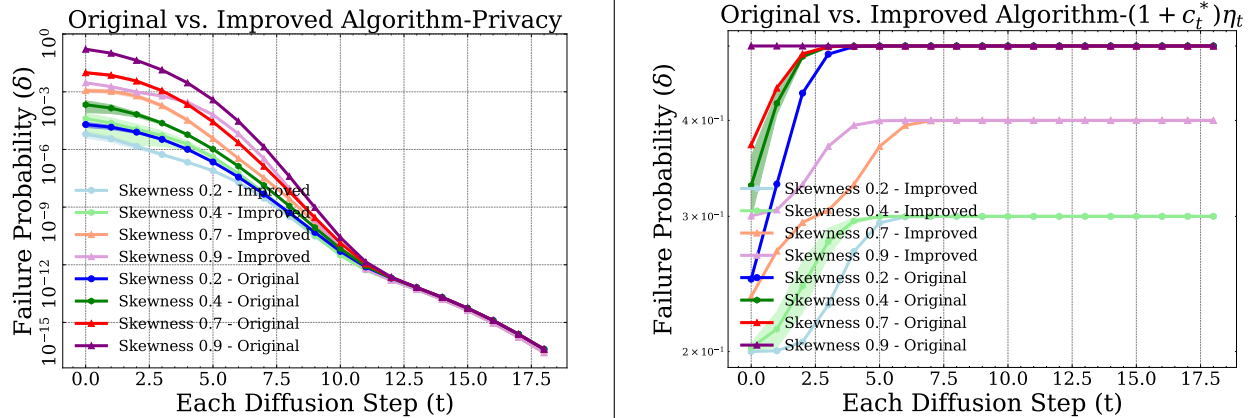 Original vs. Improved Algorithm-Privacy
Failure Probability (δ)
10⁰
10⁻³
10⁻⁶
10⁻⁹
10⁻¹²
10⁻¹⁵
Skewness 0.2 - Improved
Skewness 0.4 - Improved
Skewness 0.7 - Improved
Skewness 0.9 - Improved
Skewness 0.2 - Original
Skewness 0.4 - Original
Skewness 0.7 - Original
Skewness 0.9 - Original
0.0 2.5 5.0 7.5 10.0 12.5 15.0 17.5
Each Diffusion Step (t)
Original vs. Improved Algorithm-(1 + c_t^*)η_t
Failure Probability (δ)
4 × 10⁻¹
3 × 10⁻¹
2 × 10⁻¹
Skewness 0.2 - Improved
Skewness 0.4 - Improved
Skewness 0.7 - Improved
Skewness 0.9 - Improved
Skewness 0.2 - Original
Skewness 0.4 - Original
Skewness 0.7 - Original
Skewness 0.9 - Original
0.0 2.5 5.0 7.5 10.0 12.5 15.0 17.5
Each Diffusion Step (t)